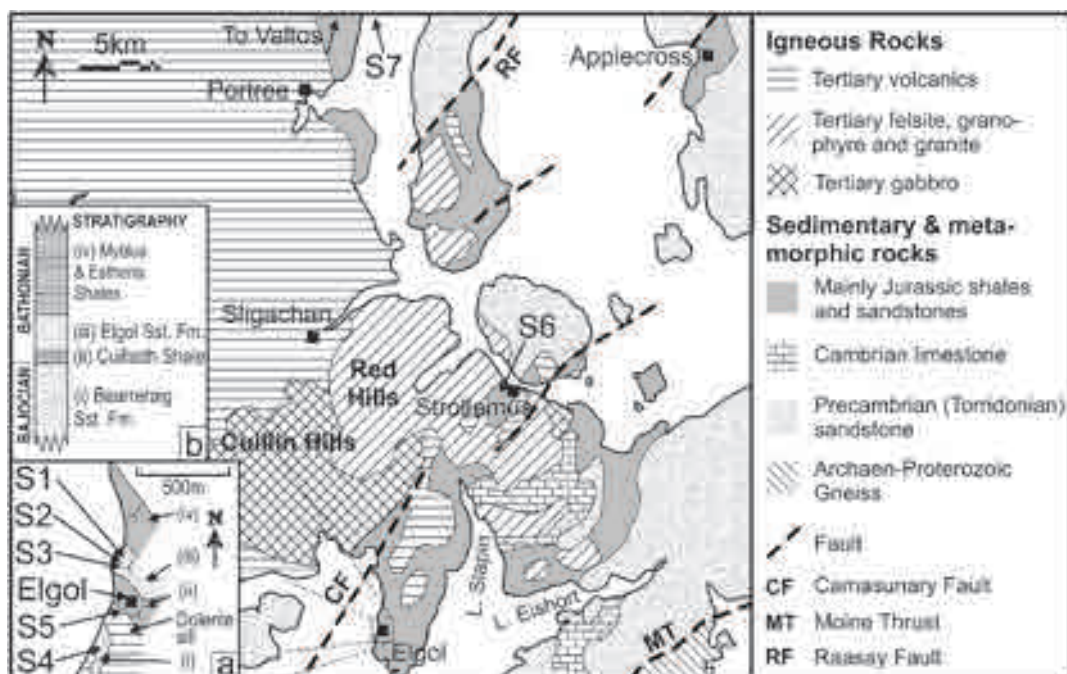 N
5km
To Valtos
S7
RF
Applecross
Portree
STRATIGRAPHY
BATHONIAN
(iv) Mytilus
& Estheria
Shales
(iii) Elgol Sst. Fm.
(ii) Cullaidh Shale
BAJOCIAN
(i) Bearreraig
Sst. Fm.
b
Sligachan
Red
Hills
S6
Strollamus
Cuillin Hills
S1
S2
S3
Elgol
S5
S4
500m
N
(iv)
(iii)
(ii)
Dolerite
sill
(i)
a
CF
L. Slapin
L. Eishort
Elgol
MT
Igneous Rocks
Tertiary volcanics
Tertiary felsite, grano-
phyre and granite
Tertiary gabbro
Sedimentary & meta-
morphic rocks
Mainly Jurassic shales
and sandstones
Cambrian limestone
Precambrian (Torridonian)
sandstone
Archaen-Proterozoic
Gneiss
Fault
CF Camasunary Fault
MT Moine Thrust
RF Raasay Fault